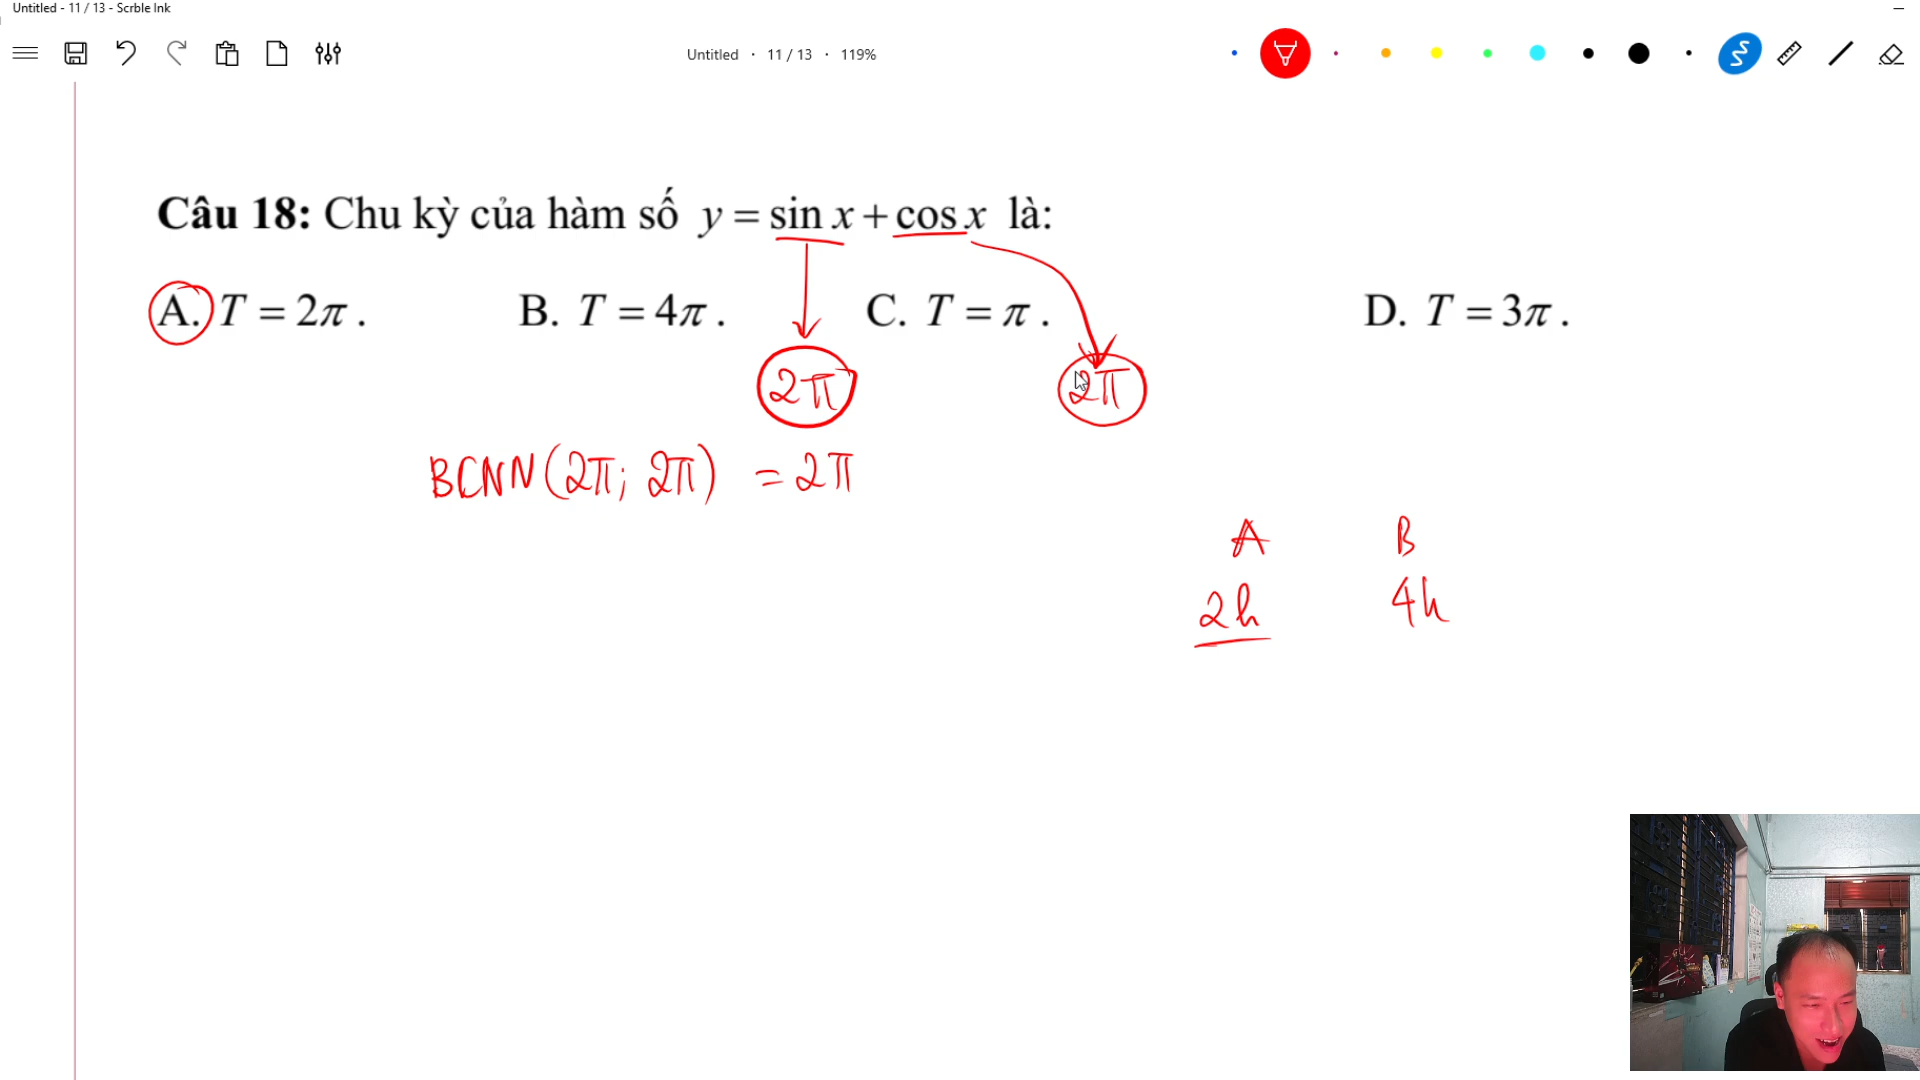 Untitled - 11 / 13 - Scrble Ink
Untitled · 11 / 13 · 119%
Câu 18: Chu kỳ của hàm số y = sin x + cos x là:
A. T = 2π . B. T = 4π . C. T = π . D. T = 3π .
2π 2π
BCNN(2π; 2π) = 2π
A B
2h 4h